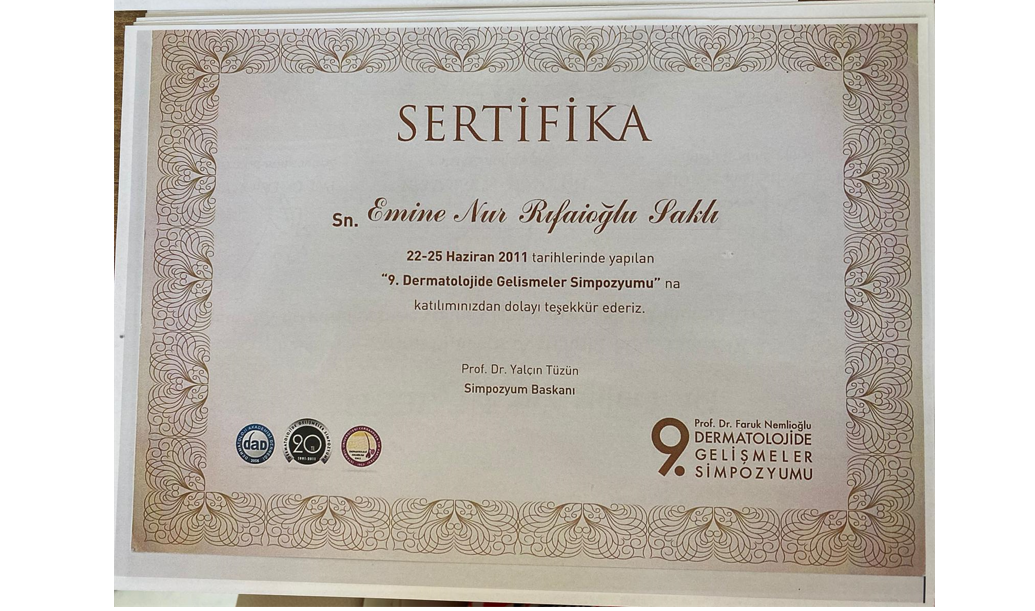 SERTİFİKA
Sn. Emine Nur Rıfaioğlu Saklı
22-25 Haziran 2011 tarihlerinde yapılan
“9. Dermatolojide Gelismeler Simpozyumu” na
katılımınızdan dolayı teşekkür ederiz.
Prof. Dr. Yalçın Tüzün
Simpozyum Baskanı
dad
20
9.
Prof. Dr. Faruk Nemlioğlu
DERMATOLOJİDE
GELİŞMELER
SİMPOZYUMU